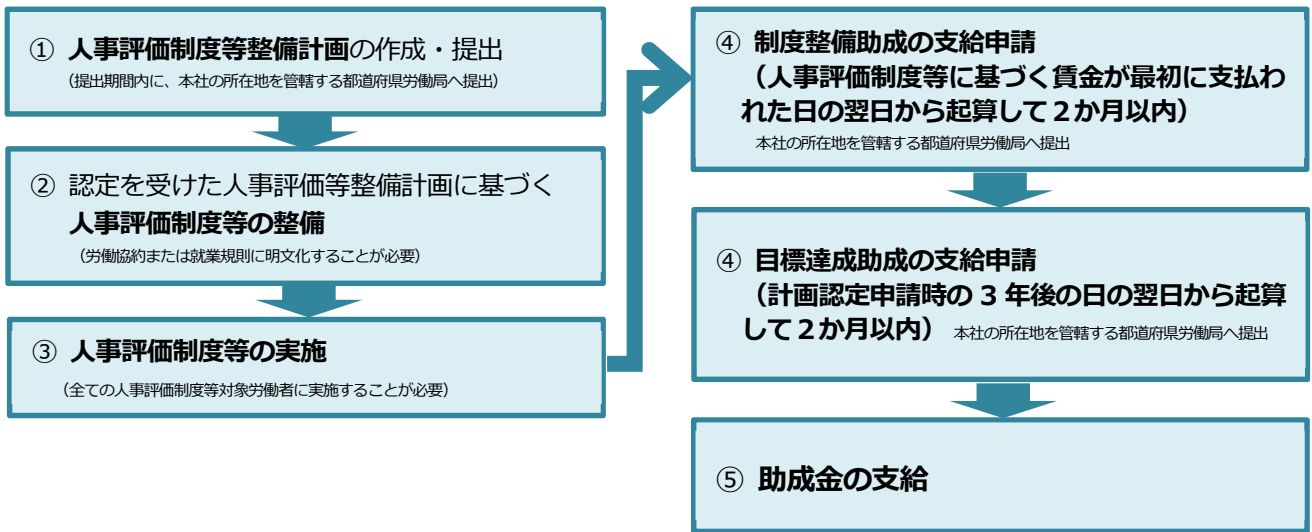 ① 人事評価制度等整備計画の作成・提出
（提出期間内に、本社の所在地を管轄する都道府県労働局へ提出）
② 認定を受けた人事評価等整備計画に基づく
人事評価制度等の整備
（労働協約または就業規則に明文化することが必要）
③ 人事評価制度等の実施
（全ての人事評価制度等対象労働者に実施することが必要）
④ 制度整備助成の支給申請
（人事評価制度等に基づく賃金が最初に支払わ
れた日の翌日から起算して２か月以内）
本社の所在地を管轄する都道府県労働局へ提出
④ 目標達成助成の支給申請
（計画認定申請時の 3 年後の日の翌日から起算
して２か月以内） 本社の所在地を管轄する都道府県労働局へ提出
⑤ 助成金の支給